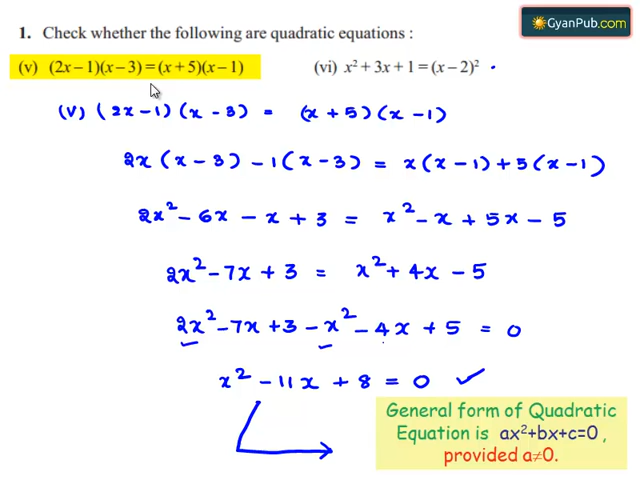 GyanPub.com
1. Check whether the following are quadratic equations :
(v) (2x – 1)(x – 3) = (x + 5)(x – 1) (vi) x² + 3x + 1 = (x – 2)²
(V) (2x – 1) (x – 3) = (x + 5) (x – 1)
2x (x – 3) – 1 (x – 3) = x (x – 1) + 5 (x – 1)
2x² – 6x – x + 3 = x² – x + 5x – 5
2x² – 7x + 3 = x² + 4x – 5
2x² – 7x + 3 – x² – 4x + 5 = 0
x² – 11x + 8 = 0 ✓
General form of Quadratic
Equation is ax²+bx+c=0 ,
provided a≠0.